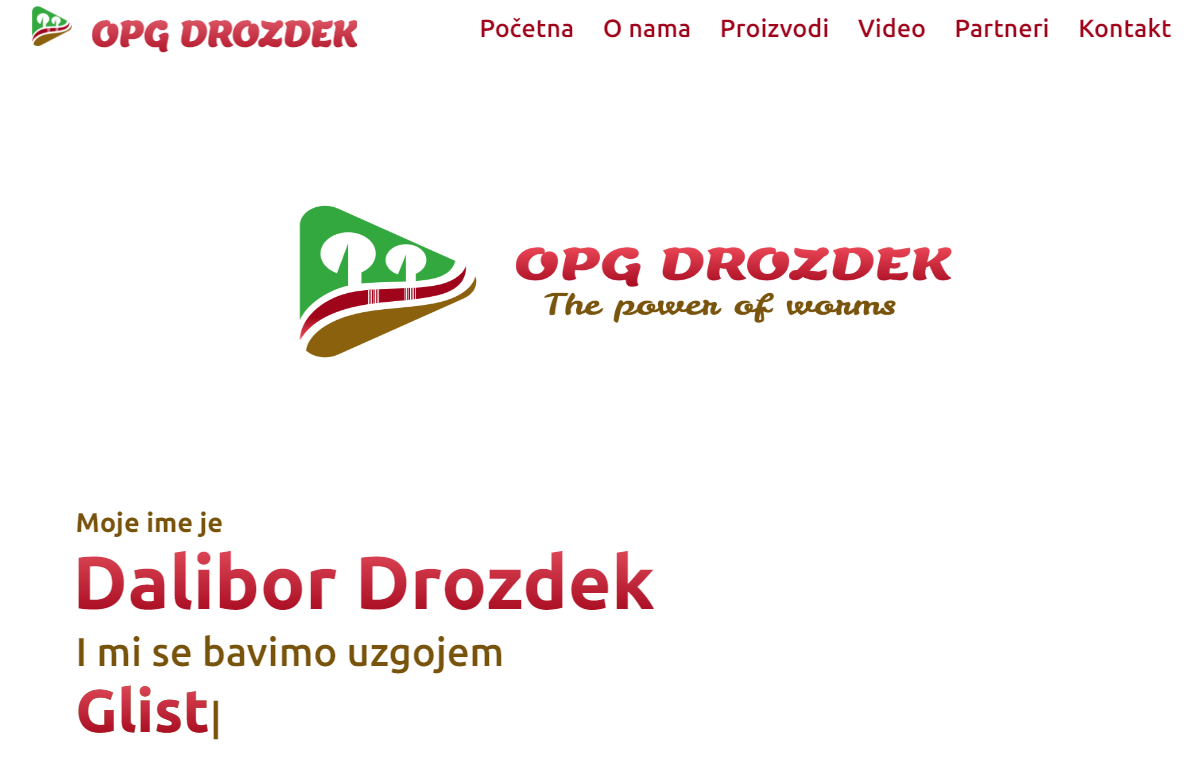 OPG DROZDEK
Početna O nama Proizvodi Video Partneri Kontakt
OPG DROZDEK
The power of worms
Moje ime je
Dalibor Drozdek
I mi se bavimo uzgojem
Glist|